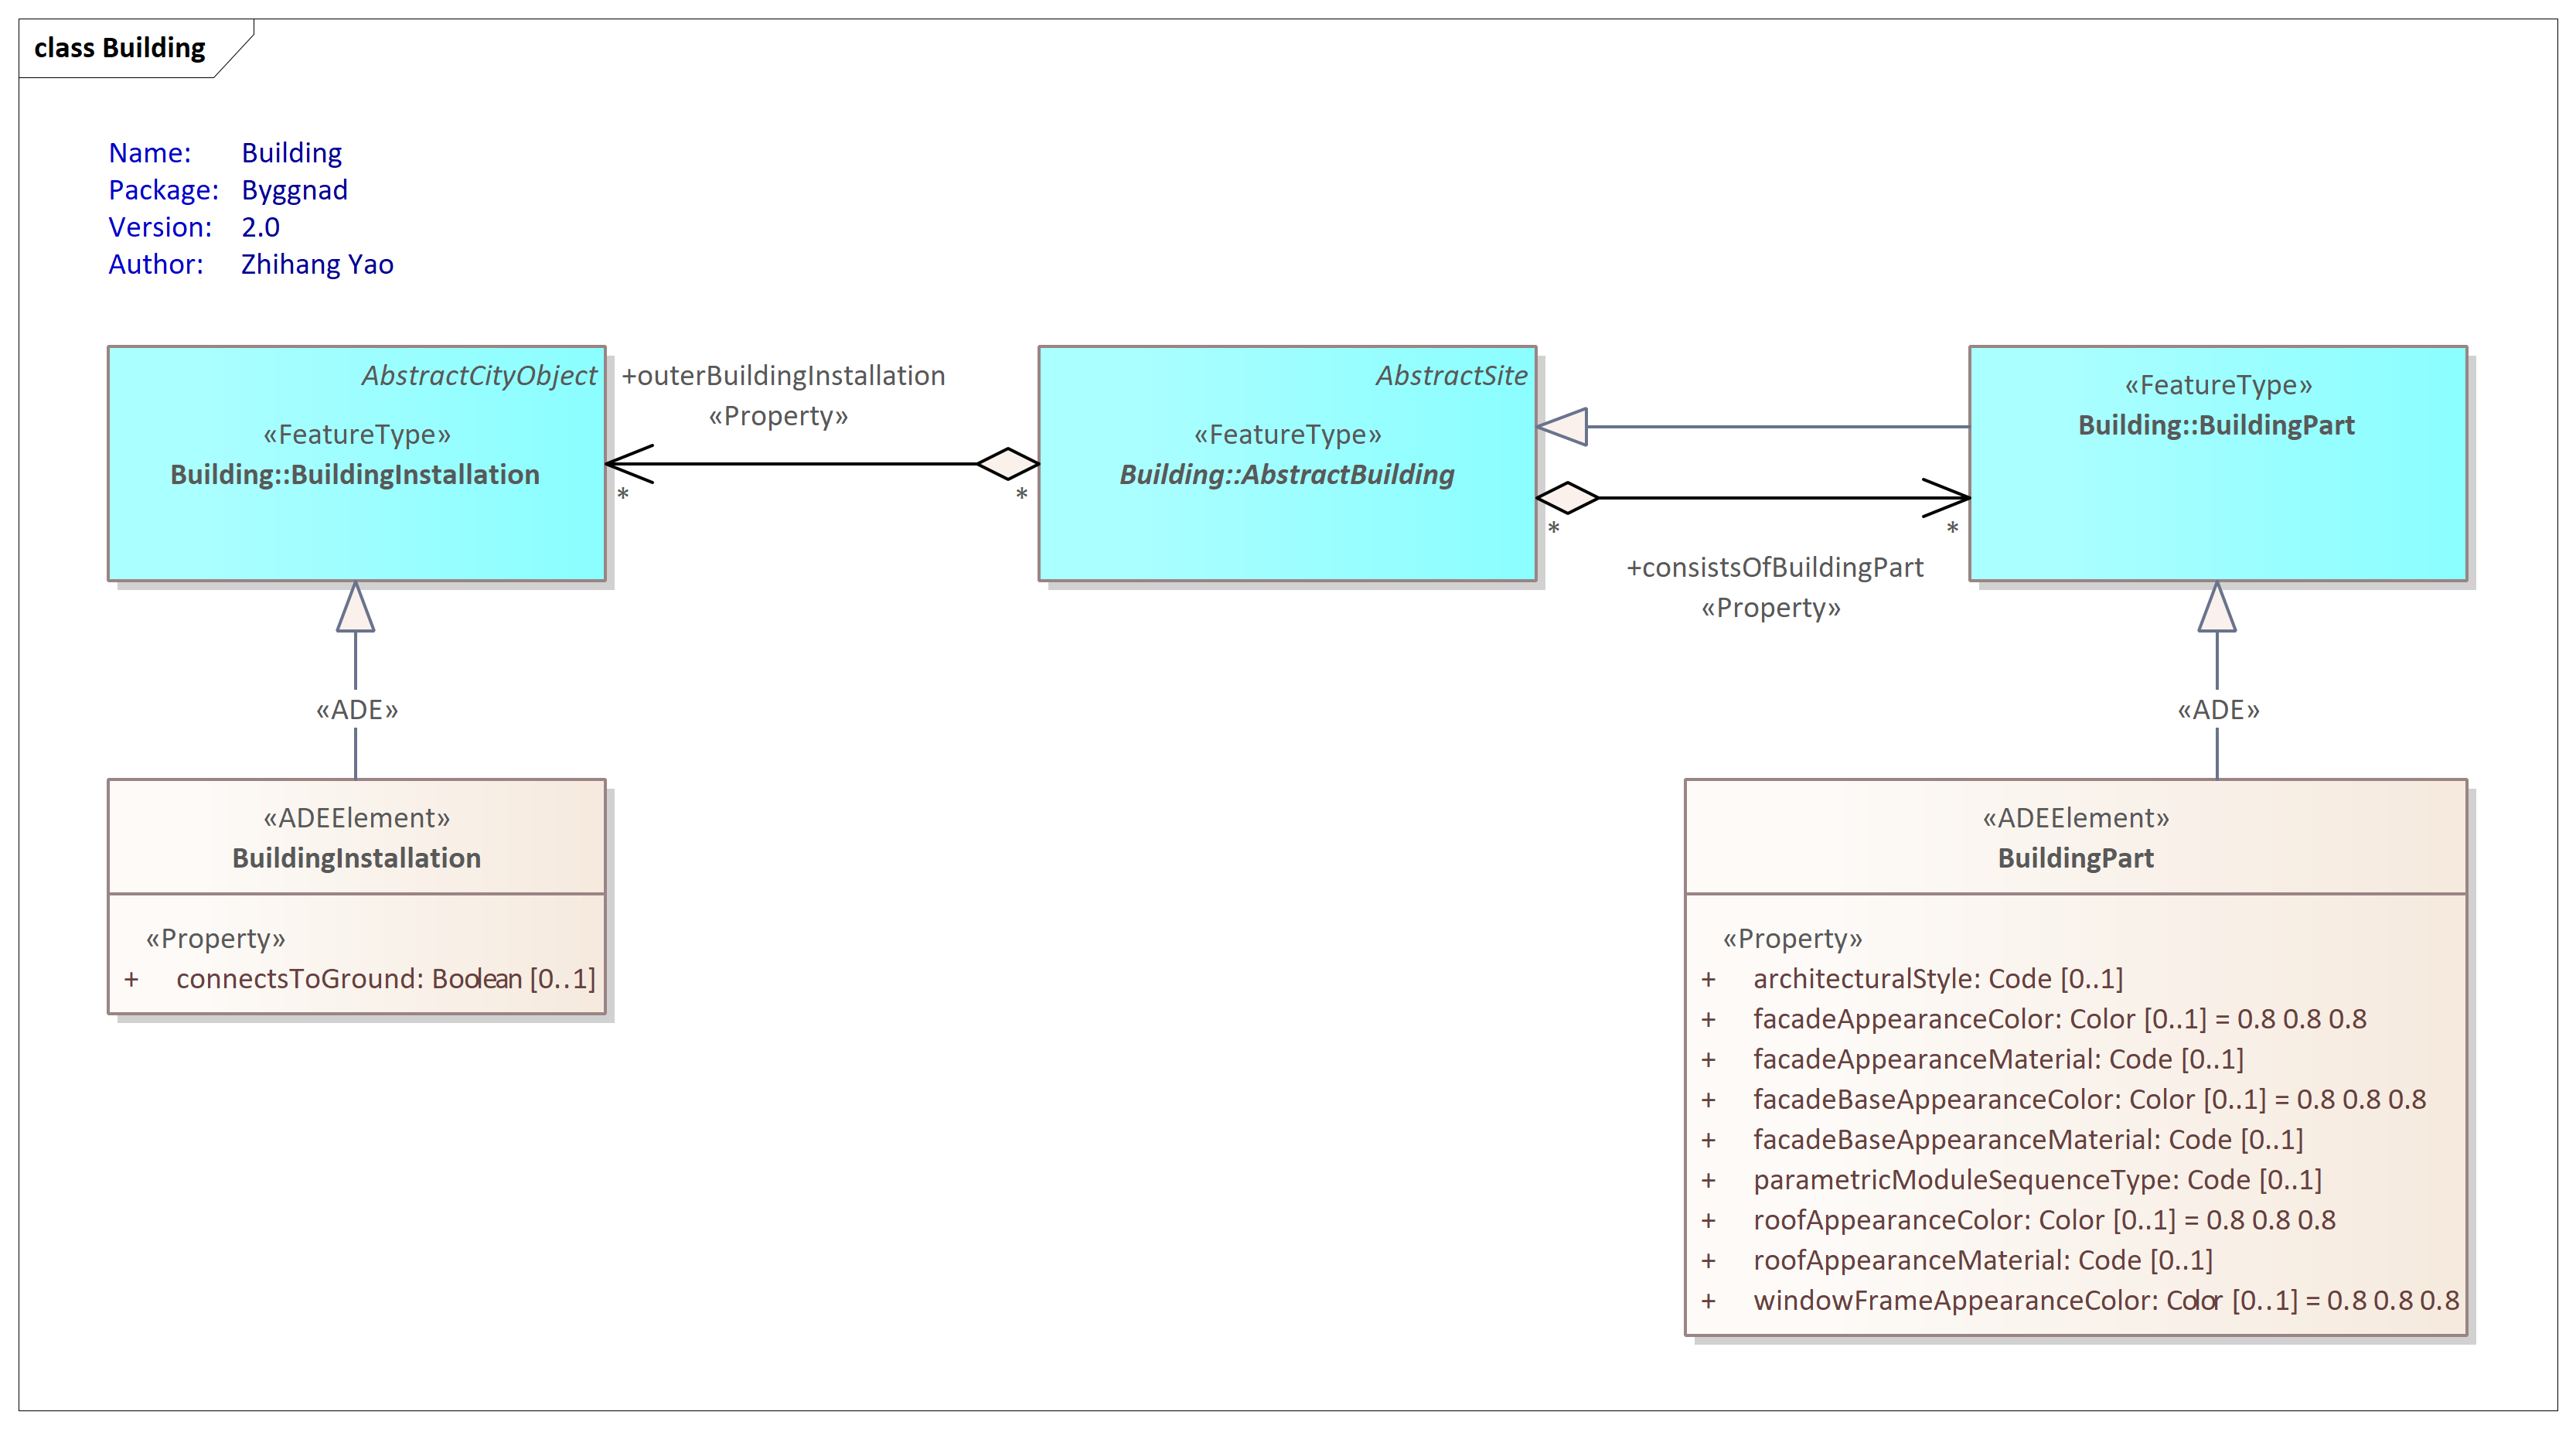 class Building
Name: Building
Package: Byggnad
Version: 2.0
Author: Zhihang Yao
AbstractCityObject
«FeatureType»
Building::BuildingInstallation
+outerBuildingInstallation
«Property»
*
*
AbstractSite
«FeatureType»
Building::AbstractBuilding
*
*
+consistsOfBuildingPart
«Property»
«FeatureType»
Building::BuildingPart
«ADE»
«ADE»
«ADEElement»
BuildingInstallation
«Property»
+ connectsToGround: Boolean [0..1]
«ADEElement»
BuildingPart
«Property»
+ architecturalStyle: Code [0..1]
+ facadeAppearanceColor: Color [0..1] = 0.8 0.8 0.8
+ facadeAppearanceMaterial: Code [0..1]
+ facadeBaseAppearanceColor: Color [0..1] = 0.8 0.8 0.8
+ facadeBaseAppearanceMaterial: Code [0..1]
+ parametricModuleSequenceType: Code [0..1]
+ roofAppearanceColor: Color [0..1] = 0.8 0.8 0.8
+ roofAppearanceMaterial: Code [0..1]
+ windowFrameAppearanceColor: Color [0..1] = 0.8 0.8 0.8